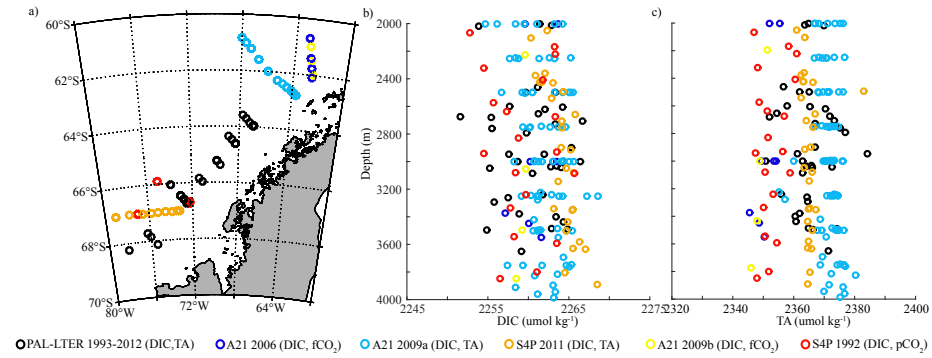 a)
b)
c)
60°S
62°S
64°S
66°S
68°S
70°S
80°W
72°W
64°W
Depth (m)
2000
2400
2800
3200
3600
4000
2245
2255
2265
2275
DIC (umol kg⁻¹)
2320
2340
2360
2380
2400
TA (umol kg⁻¹)
PAL-LTER 1993-2012 (DIC,TA)
A21 2006 (DIC, fCO₂)
A21 2009a (DIC, TA)
S4P 2011 (DIC, TA)
A21 2009b (DIC, fCO₂)
S4P 1992 (DIC, pCO₂)